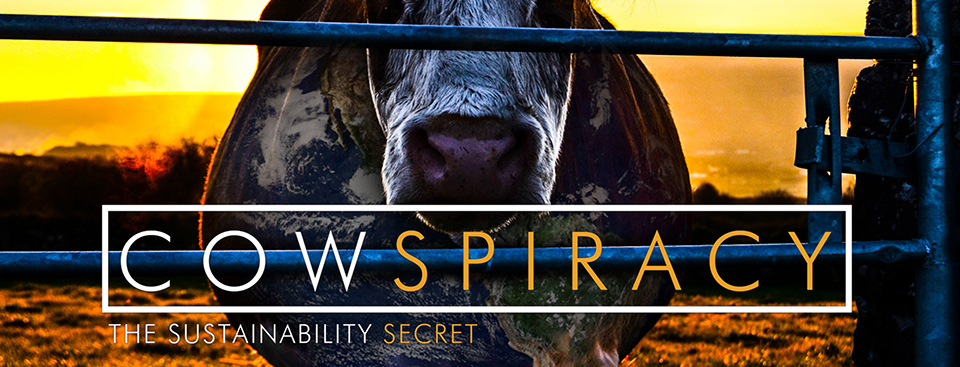 COWSPIRACY
THE SUSTAINABILITY SECRET